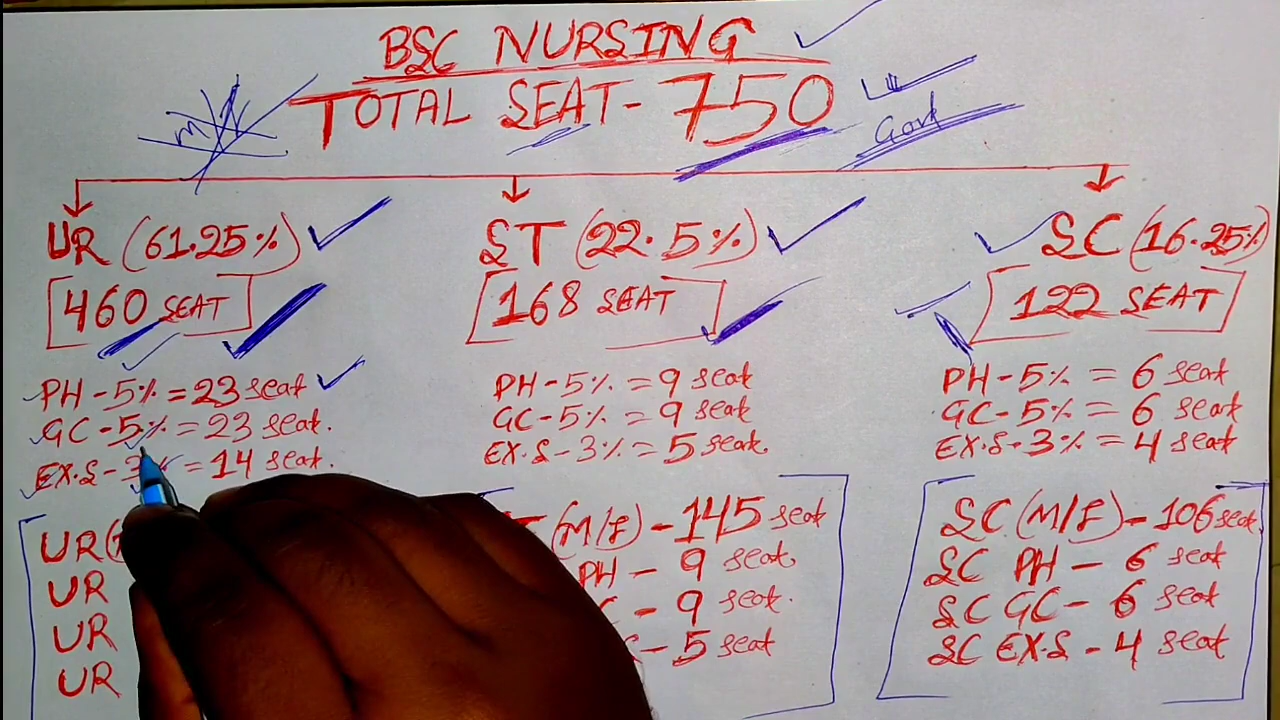 BSC NURSING
TOTAL SEAT-750
Govt
UR (61.25%)
460 SEAT
PH-5% = 23 seat
GC-5% = 23 seat.
EX.S-3% = 14 seat.
UR
UR
UR
UR
ST (22.5%)
168 SEAT
PH-5% = 9 seat
GC-5% = 9 seat
EX.S-3% = 5 seat.
(M/F)-145 seat
PH - 9 seat.
- 9 seat.
- 5 seat
SC (16.25%)
122 SEAT
PH-5% = 6 seat
GC-5% = 6 seat
EX.S-3% = 4 seat
SC (M/F)-106 seat
SC PH - 6 seat
SC GC - 6 seat
SC EX.S - 4 seat